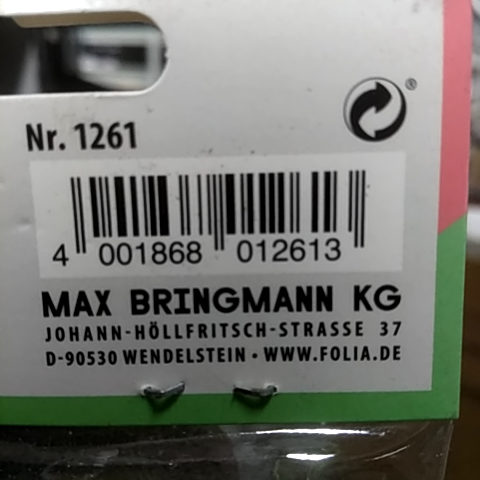 ®
Nr. 1261
4 001868 012613
MAX BRINGMANN KG
JOHANN-HÖLLFRITSCH-STRASSE 37
D-90530 WENDELSTEIN • WWW.FOLIA.DE